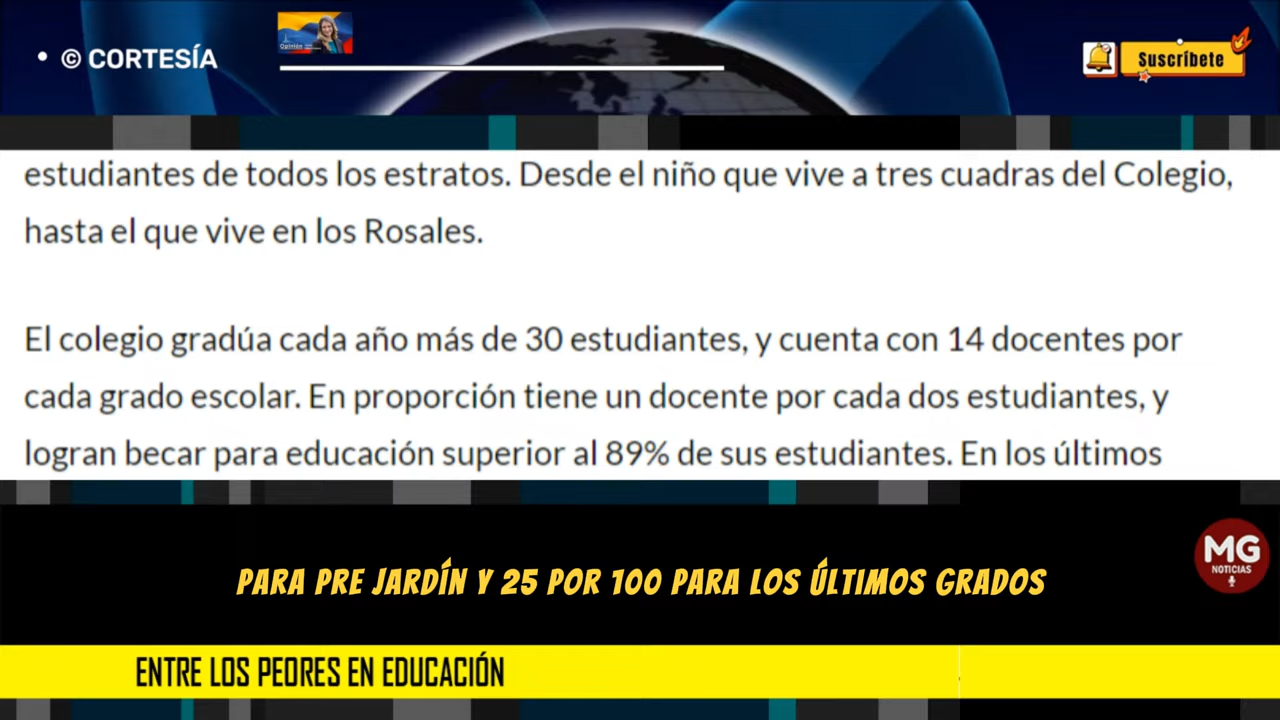 • © CORTESÍA
Opinión
Suscríbete
estudiantes de todos los estratos. Desde el niño que vive a tres cuadras del Colegio,
hasta el que vive en los Rosales.
El colegio gradúa cada año más de 30 estudiantes, y cuenta con 14 docentes por
cada grado escolar. En proporción tiene un docente por cada dos estudiantes, y
logran becar para educación superior al 89% de sus estudiantes. En los últimos
MG
NOTICIAS
PARA PRE JARDÍN Y 25 POR 100 PARA LOS ÚLTIMOS GRADOS
ENTRE LOS PEORES EN EDUCACIÓN